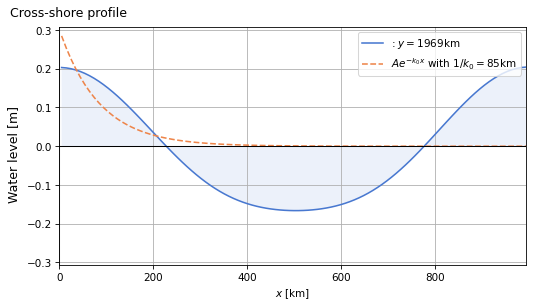 Cross-shore profile
Water level [m]
0.3
0.2
0.1
0.0
−0.1
−0.2
−0.3
: y = 1969km
Ae^{−k₀x} with 1/k₀ = 85km
0
200
400
600
800
x [km]